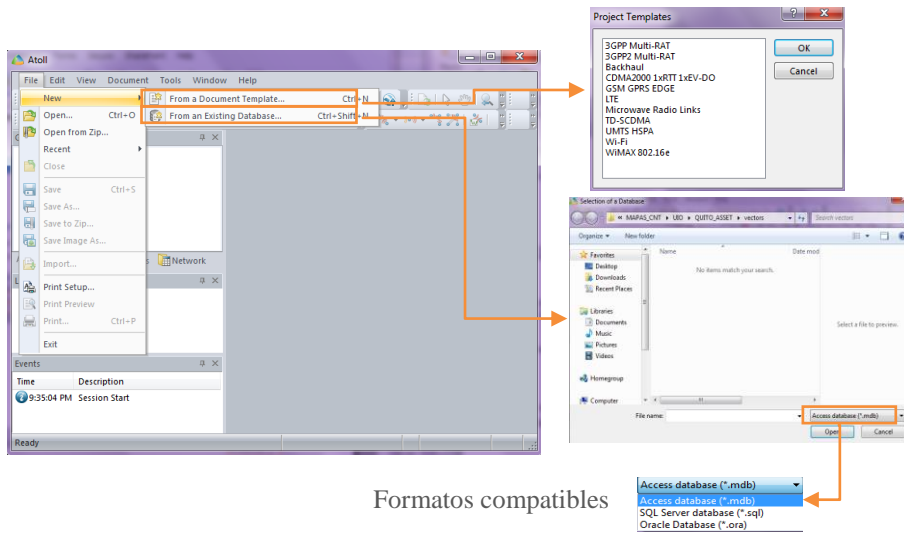 Atoll
File Edit View Document Tools Window Help
New
From a Document Template... Ctrl+N
From an Existing Database... Ctrl+Shift+N
Open... Ctrl+O
Open from Zip...
Recent
Close
Save Ctrl+S
Save As...
Save to Zip...
Save Image As...
Import...
Network
Print Setup...
Print Preview
Print... Ctrl+P
Exit
Events
Time Description
9:35:04 PM Session Start
Ready
Project Templates
3GPP Multi-RAT
3GPP2 Multi-RAT
Backhaul
CDMA2000 1xRTT 1xEV-DO
GSM GPRS EDGE
LTE
Microwave Radio Links
TD-SCDMA
UMTS HSPA
Wi-Fi
WiMAX 802.16e
OK
Cancel
Selection of a Database
« MAPAS_CNT UIO QUITO_ASSET vectors
Search vectors
Organize New folder
Name Date mod
Favorites
Desktop
Downloads
Recent Places
Libraries
Documents
Music
Pictures
Videos
Homegroup
Computer
No items match your search.
Select a file to preview.
File name:
Access database (*.mdb)
Open Cancel
Formatos compatibles
Access database (*.mdb)
Access database (*.mdb)
SQL Server database (*.sql)
Oracle Database (*.ora)